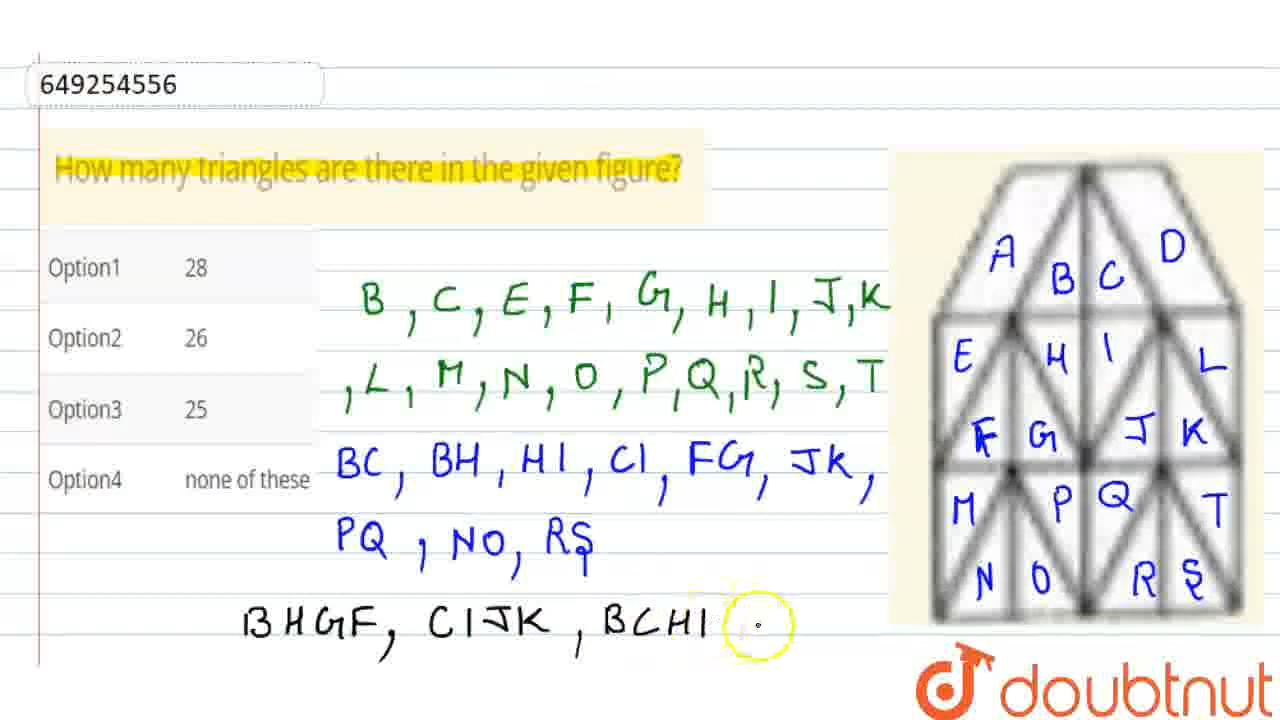 649254556
How many triangles are there in the given figure?
Option1 28
Option2 26
Option3 25
Option4 none of these
B, C, E, F, G, H, I, J, K
, L, M, N, O, P, Q, R, S, T
BC, BH, HI, CI, FG, JK,
PQ, NO, RS
BHGF, CIJK, BCHI
A B C D
E H I L
F G J K
M P Q T
N O R S
doubtnut